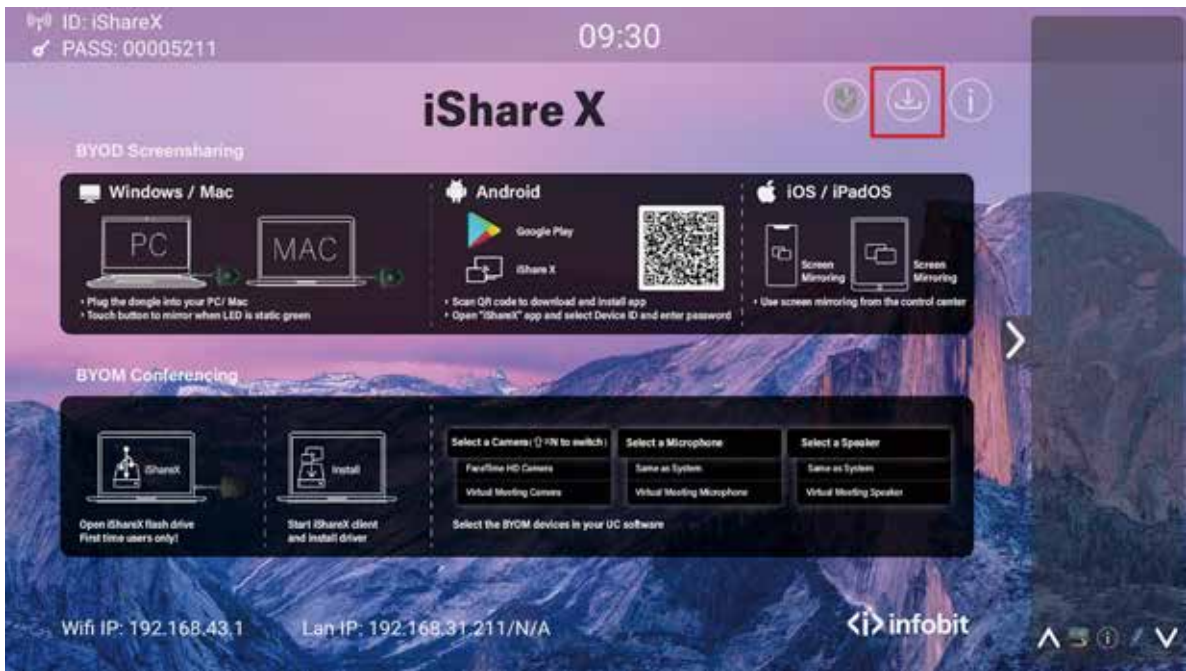 ID: iShareX
PASS: 00005211
09:30
iShare X
BYOD Screensharing
Windows / Mac
PC
MAC
• Plug the dongle into your PC/ Mac
• Touch button to mirror when LED is static green
Android
Google Play
iShare X
• Scan QR code to download and install app
• Open "iShareX" app and select Device ID and enter password
iOS / iPadOS
Screen
Mirroring
Screen
Mirroring
• Use screen mirroring from the control center
BYOM Conferencing
iShareX
Open iShareX flash drive
First time users only!
Install
Start iShareX client
and install driver
Select a Camera (⇧⌘N to switch)
FaceTime HD Camera
Virtual Meeting Camera
Select a Microphone
Same as System
Virtual Meeting Microphone
Select a Speaker
Same as System
Virtual Meeting Speaker
Select the BYOM devices in your UC software
Wifi IP: 192.168.43.1
Lan IP: 192.168.31.211/N/A
<i>infobit